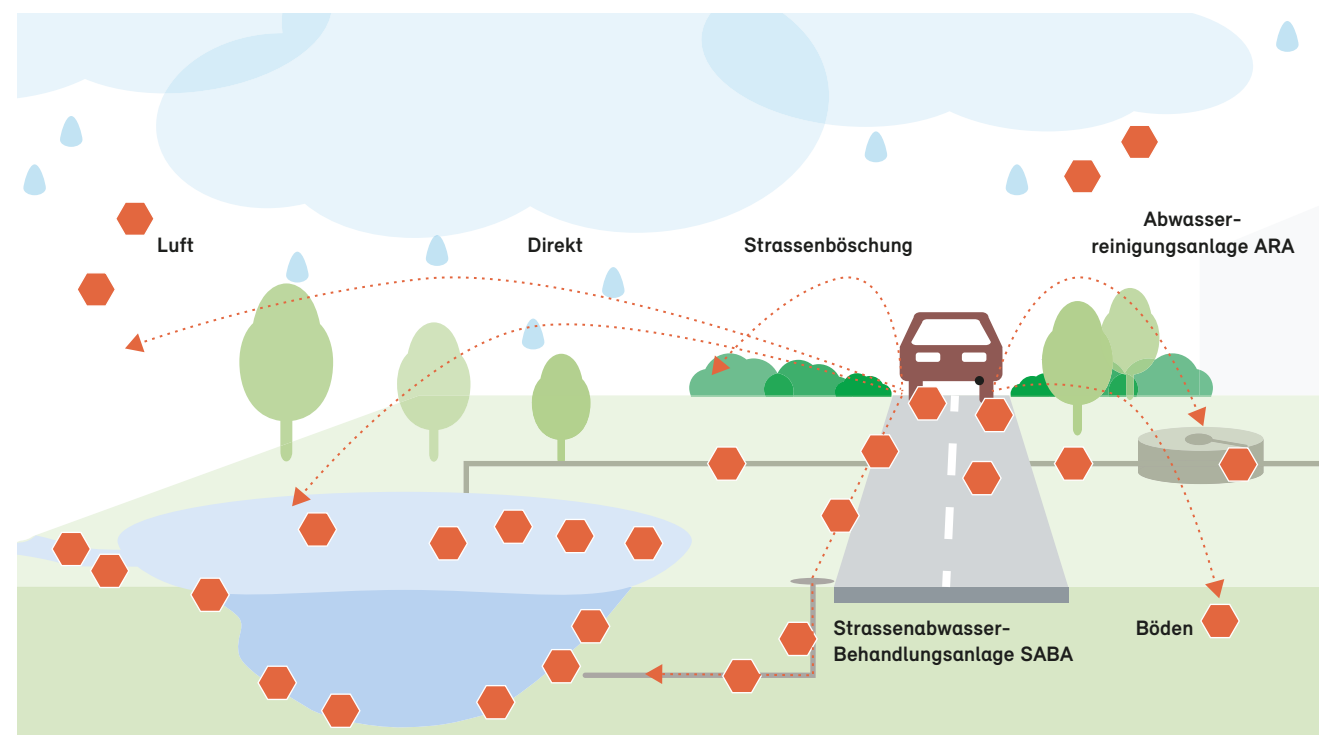 Luft
Direkt
Strassenböschung
Abwasser-
reinigungsanlage ARA
Strassenabwasser-
Behandlungsanlage SABA
Böden